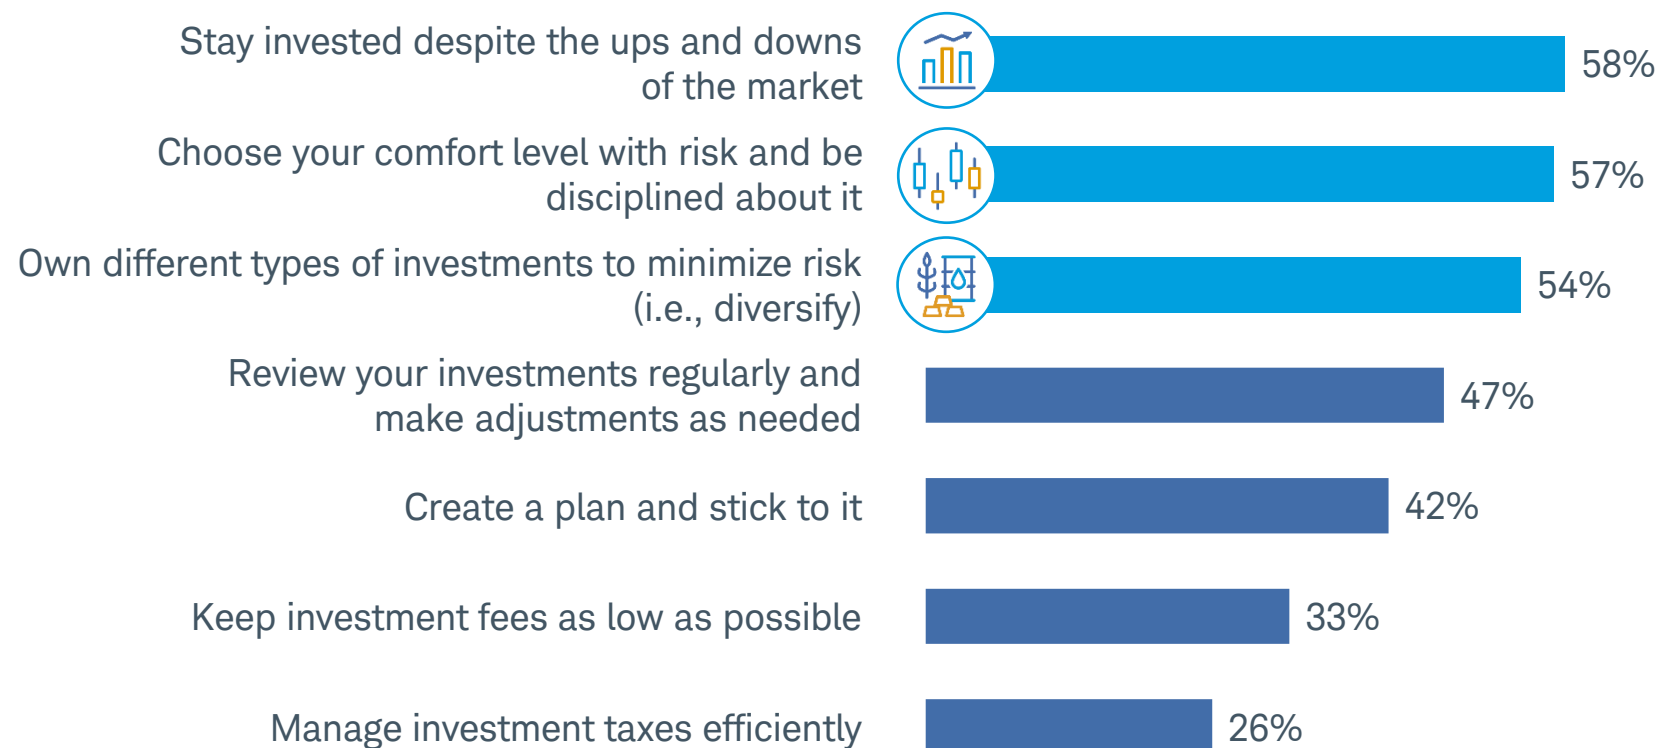 Stay invested despite the ups and downs
of the market
58%
Choose your comfort level with risk and be
disciplined about it
57%
Own different types of investments to minimize risk
(i.e., diversify)
54%
Review your investments regularly and
make adjustments as needed
47%
Create a plan and stick to it
42%
Keep investment fees as low as possible
33%
Manage investment taxes efficiently
26%